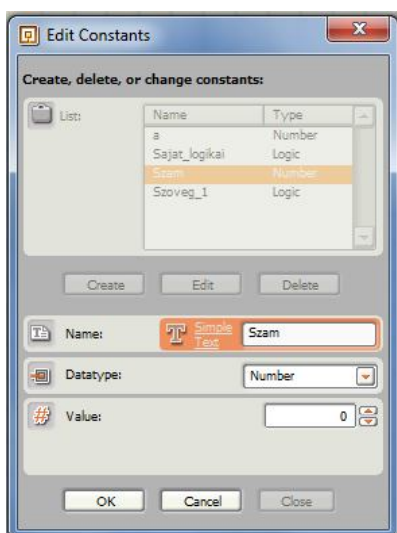 Edit Constants
Create, delete, or change constants:
List:
Name Type
a Number
Sajat_logikai Logic
Szam Number
Szoveg_1 Logic
Create Edit Delete
Name: Simple Text Szam
Datatype: Number
Value: 0
OK Cancel Close